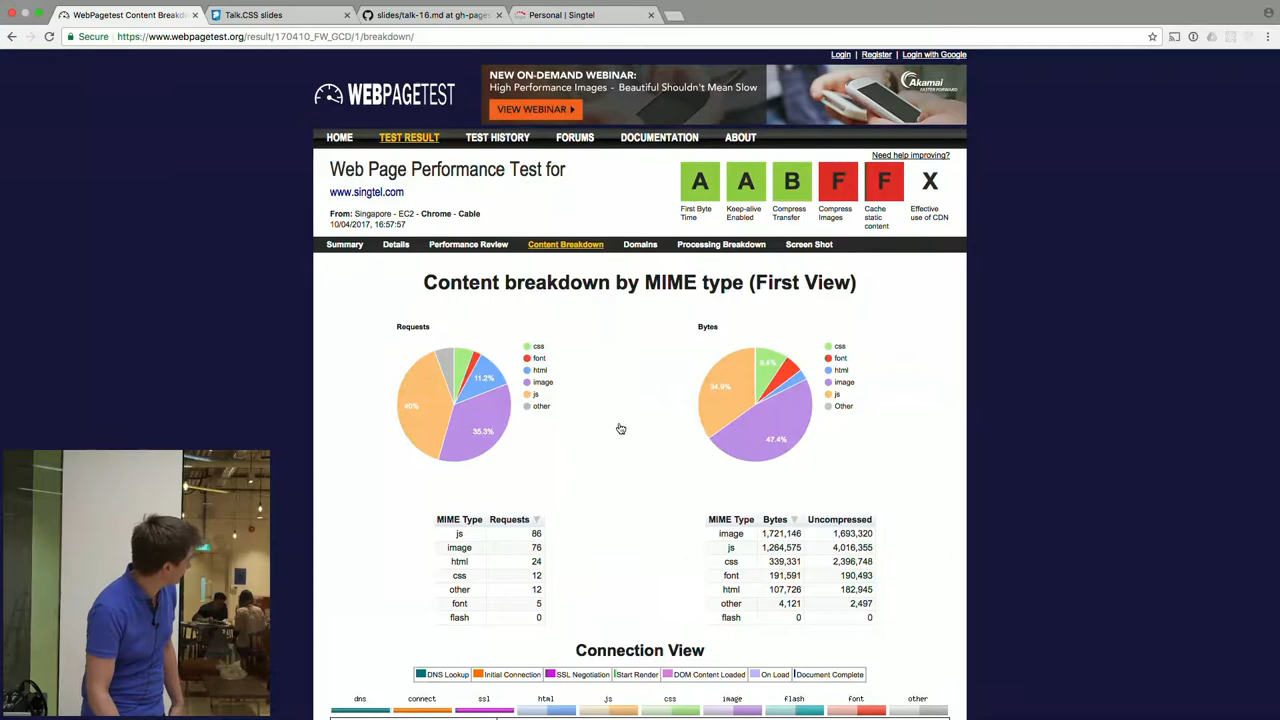 WebPagetest Content Breakd
Talk.CSS slides
slides/talk-16.md at gh-pages
Personal | Singtel
Secure
https://www.webpagetest.org/result/170410_FW_GCD/1/breakdown/
Login | Register | Login with Google
WEBPAGETEST
NEW ON-DEMAND WEBINAR:
High Performance Images - Beautiful Shouldn't Mean Slow
VIEW WEBINAR
Akamai
FASTER FORWARD
HOME TEST RESULT TEST HISTORY FORUMS DOCUMENTATION ABOUT
Need help improving?
Web Page Performance Test for
www.singtel.com
From: Singapore - EC2 - Chrome - Cable
10/04/2017, 16:57:57
A A B F F X
First Byte Time
Keep-alive Enabled
Compress Transfer
Compress Images
Cache static content
Effective use of CDN
Summary Details Performance Review Content Breakdown Domains Processing Breakdown Screen Shot
Content breakdown by MIME type (First View)
Requests
11.2%
40%
35.3%
css
font
html
image
js
other
Bytes
9.4%
34.9%
47.4%
css
font
html
image
js
Other
MIME Type Requests
js 86
image 76
html 24
css 12
other 12
font 5
flash 0
MIME Type Bytes Uncompressed
image 1,721,146 1,693,320
js 1,264,575 4,016,355
css 339,331 2,396,748
font 191,591 190,493
html 107,726 182,945
other 4,121 2,497
flash 0 0
Connection View
DNS Lookup Initial Connection SSL Negotiation Start Render DOM Content Loaded On Load Document Complete
dns connect ssl html js css image flash font other